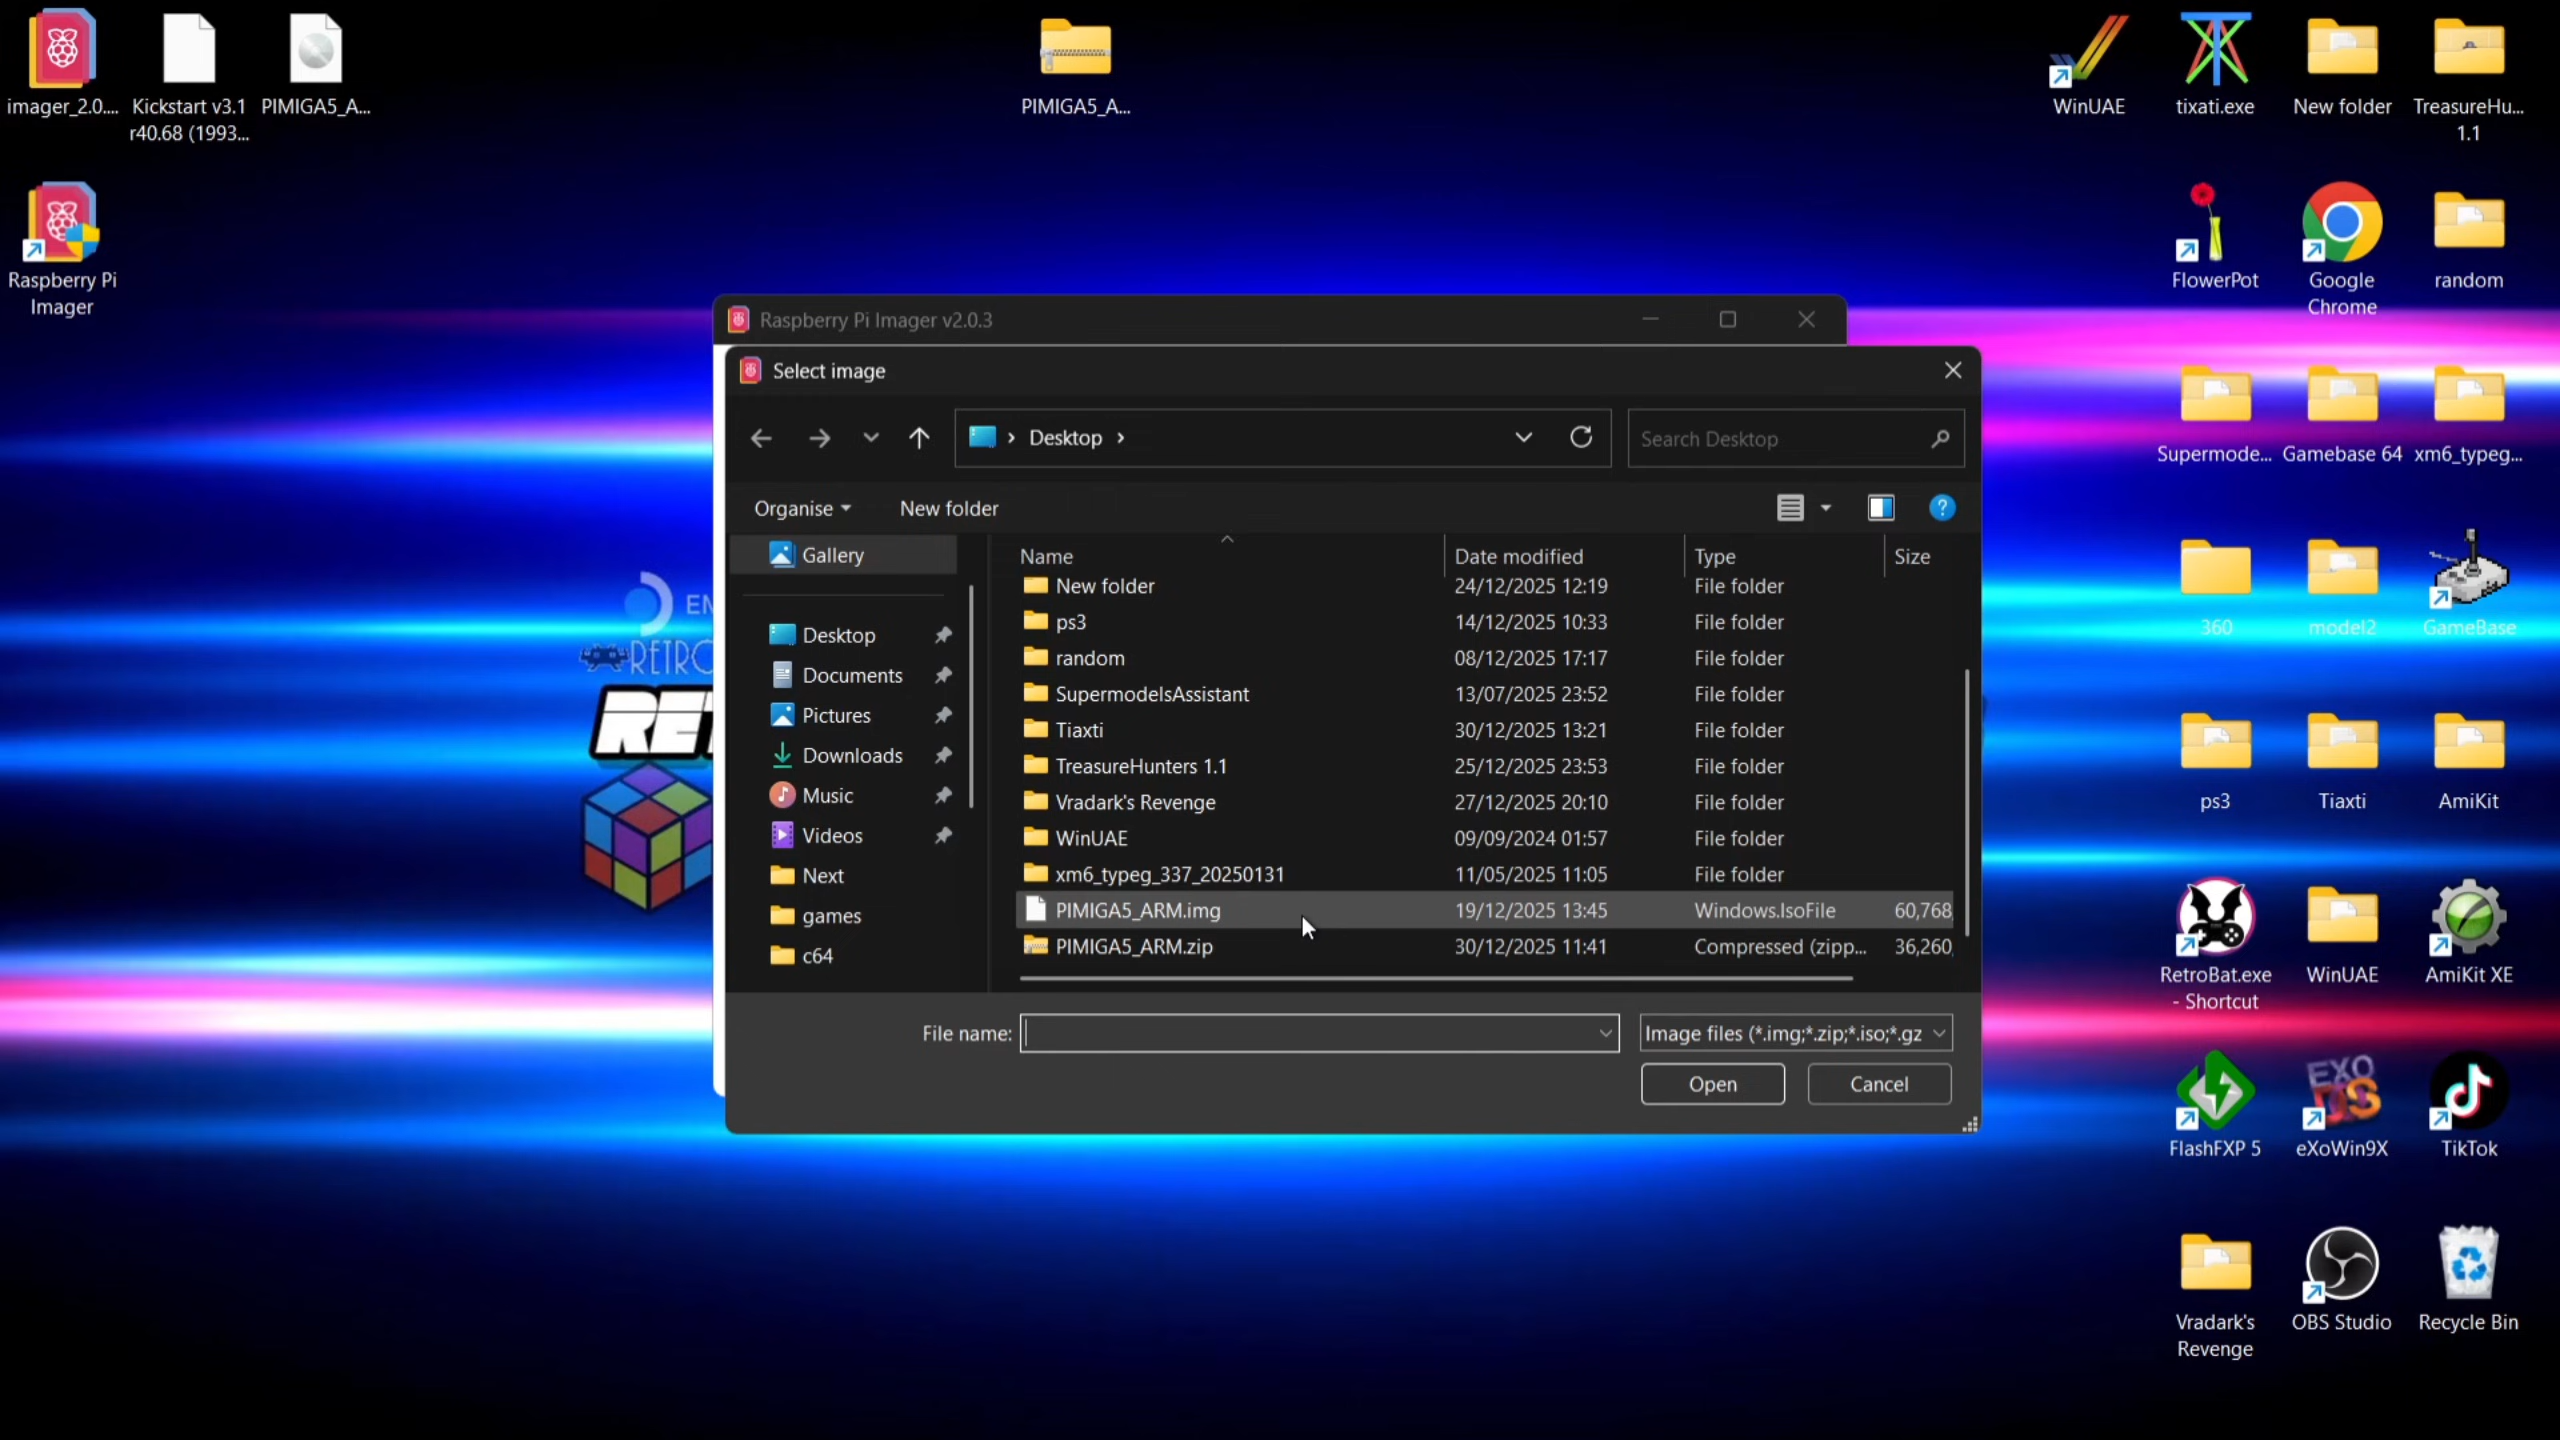 imager_2.0....
Kickstart v3.1
r40.68 (1993...
PIMIGA5_A...
PIMIGA5_A...
WinUAE
tixati.exe
New folder
TreasureHu...
1.1
Raspberry Pi
Imager
FlowerPot
Google
Chrome
random
Raspberry Pi Imager v2.0.3
Select image
Desktop
Search Desktop
Organise
New folder
Supermode...
Gamebase 64
xm6_typeg...
Gallery
Desktop
Documents
Pictures
Downloads
Music
Videos
Next
games
c64
Name Date modified Type Size
New folder 24/12/2025 12:19 File folder
ps3 14/12/2025 10:33 File folder
random 08/12/2025 17:17 File folder
SupermodelsAssistant 13/07/2025 23:52 File folder
Tiaxti 30/12/2025 13:21 File folder
TreasureHunters 1.1 25/12/2025 23:53 File folder
Vradark's Revenge 27/12/2025 20:10 File folder
WinUAE 09/09/2024 01:57 File folder
xm6_typeg_337_20250131 11/05/2025 11:05 File folder
PIMIGA5_ARM.img 19/12/2025 13:45 Windows.IsoFile 60,768
PIMIGA5_ARM.zip 30/12/2025 11:41 Compressed (zipp... 36,260
File name:
Image files (*.img;*.zip;*.iso;*.gz
Open
Cancel
360
model2
GameBase
ps3
Tiaxti
AmiKit
RetroBat.exe
- Shortcut
WinUAE
AmiKit XE
FlashFXP 5
EXO
eXoWin9X
TikTok
Vradark's
Revenge
OBS Studio
Recycle Bin